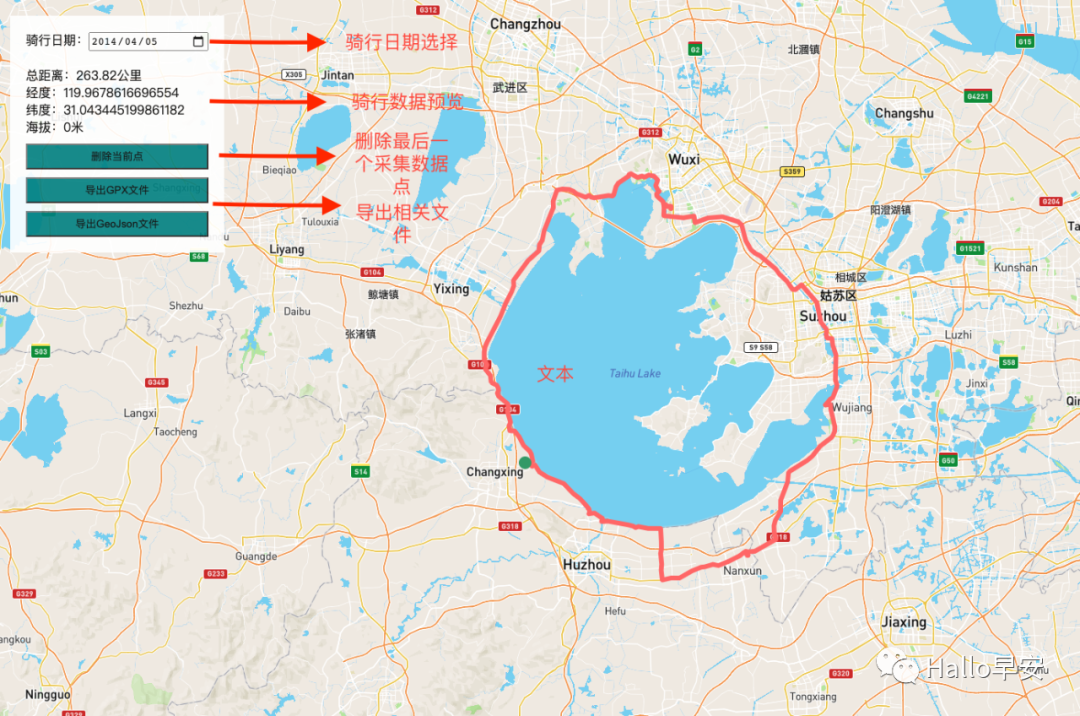 骑行日期: 2014/04/05
骑行日期选择
总距离: 263.82公里
经度: 119.9678616696554
纬度: 31.043445199861182
海拔: 0米
骑行数据预览
删除当前点
删除最后一
个采集数据
点
导出GPX文件
导出GeoJson文件
导出相关文
件
G312
Changzhou
G2
北澗镇
G15
X305
Jintan
武进区
G4221
Changshu
G312
Bieqiao
Wuxi
S359
Tulouxia
阳澄湖镇
G204
Liyang
S68
G104
G1521
Kunshan
Yixing
鲸塘镇
相城区
姑苏区
Suzhou
Shezhu
Daibu
张渚镇
Luzhi
S03
S9 S58
S58
文本
Taihu Lake
G345
Jinxi
Langxi
G104
Wujiang
Taocheng
S14
Changxing
G50
G318
G318
Guangde
Huzhou
Nanxun
G233
G329
Hefu
Jiaxing
Hallo早安
G320
Ningguo
Tongxiang
G329